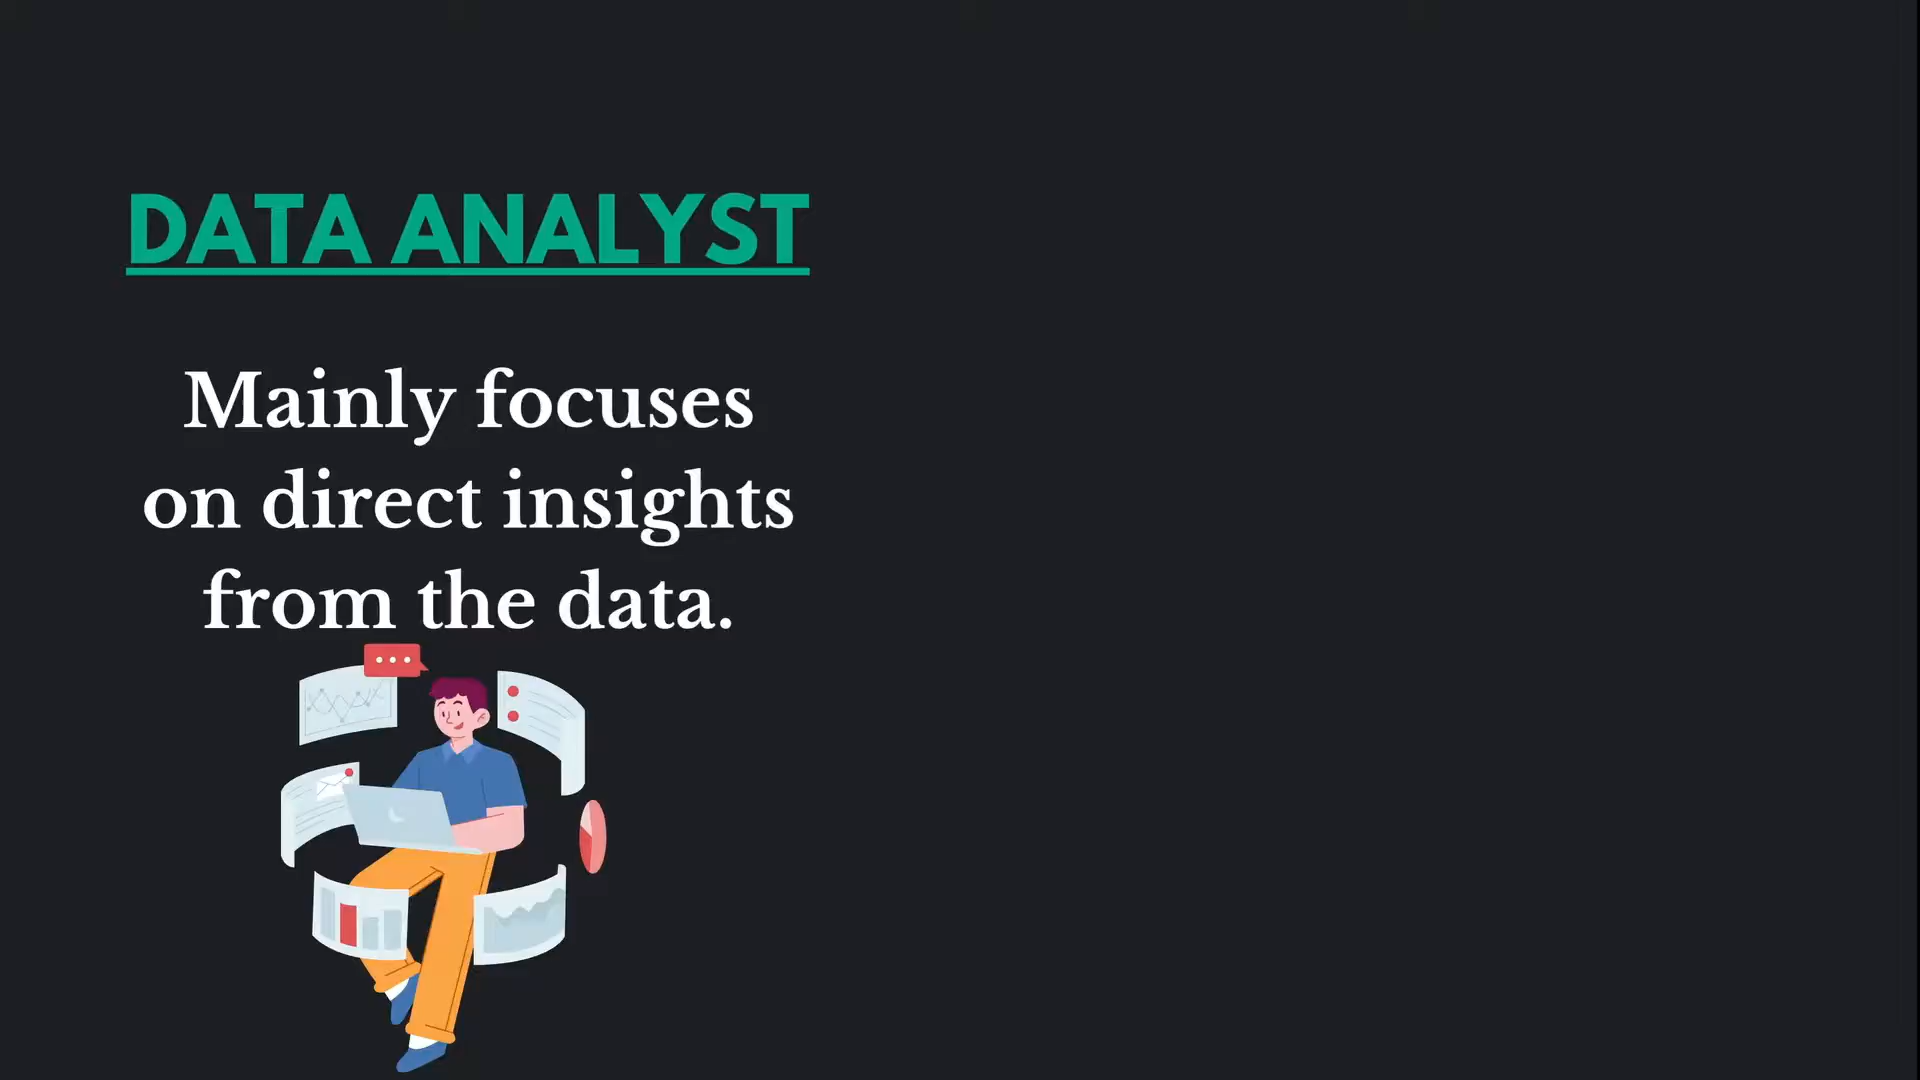 DATA ANALYST
Mainly focuses
on direct insights
from the data.